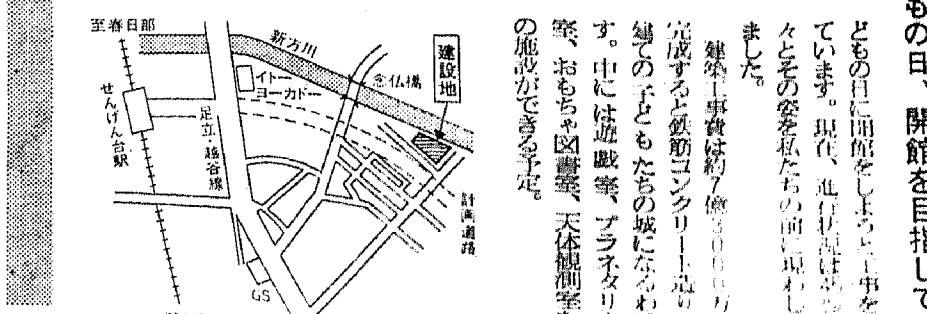 もの日、開館を目指して
どもの日に開館をしようと工事を
ています。現在、進行状況は
々とその姿を私たちの前に現わし
ました。
建築工事費は約7億3000万
完成すると鉄筋コンクリート造り
建ての子どもたちの城になるわ
す。中には遊戯室、プラネタリ
室、おもちゃ図書室、天体観測室
の施設ができる予定。
至春日部
新方川
建設地
イトー
ヨーカドー
念仏橋
せんげん台駅
足立・越谷線
計画道路
GS